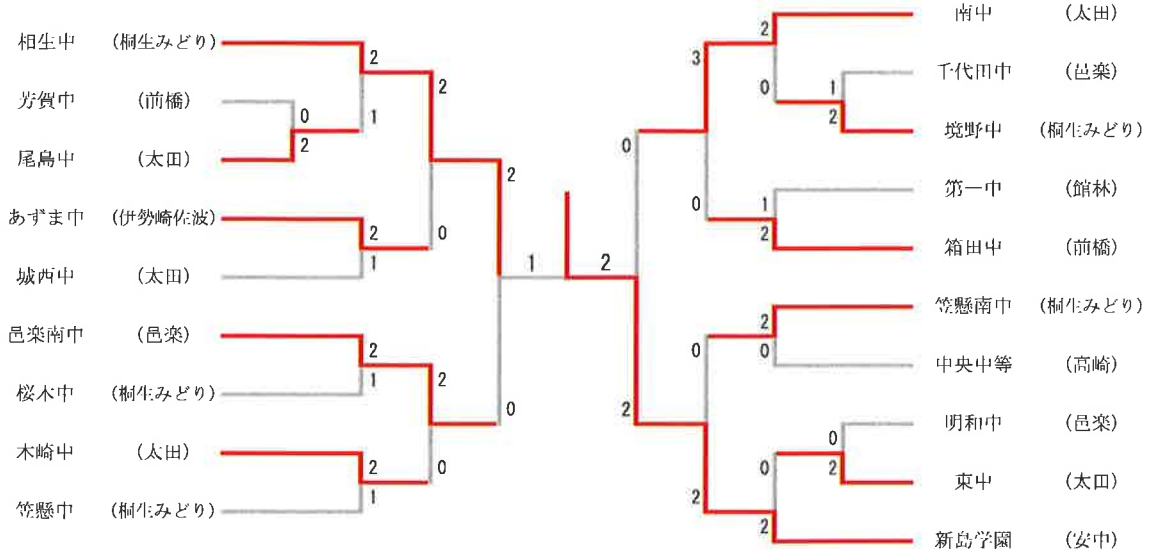 相生中 (桐生みどり)
芳賀中 (前橋)
尾島中 (太田)
あずま中 (伊勢崎佐波)
城西中 (太田)
邑楽南中 (邑楽)
桜木中 (桐生みどり)
木崎中 (太田)
笠懸中 (桐生みどり)
2
1
0
2
2
1
2
1
2
1
2
0
2
0
2
0
1
2
0
2
3
0
0
2
2
0
1
2
1
2
2
0
0
2
0
2
南中 (太田)
千代田中 (邑楽)
境野中 (桐生みどり)
第一中 (館林)
箱田中 (前橋)
笠懸南中 (桐生みどり)
中央中等 (高崎)
明和中 (邑楽)
東中 (太田)
新島学園 (安中)